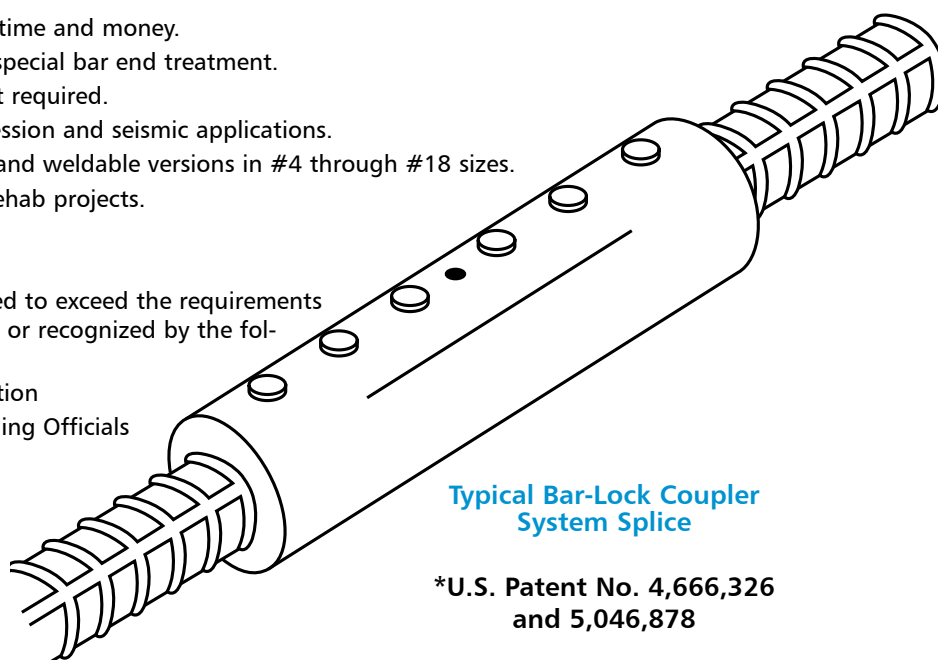 time and money.
special bar end treatment.
t required.
ession and seismic applications.
and weldable versions in #4 through #18 sizes.
ehab projects.
ed to exceed the requirements
or recognized by the fol-
tion
ing Officials
Typical Bar-Lock Coupler
System Splice
*U.S. Patent No. 4,666,326
and 5,046,878